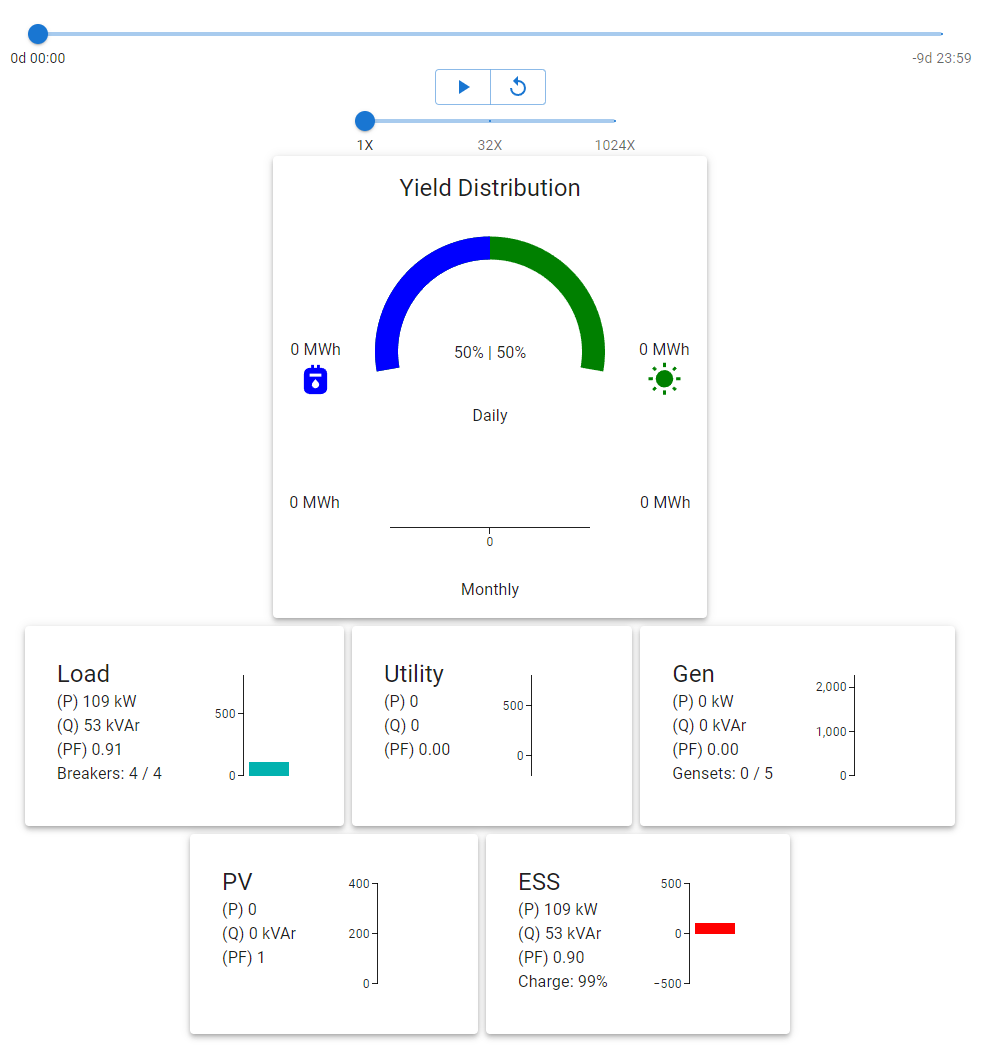 0d 00:00 -9d 23:59
1X 32X 1024X
Yield Distribution
0 MWh 50% | 50% 0 MWh
Daily
0 MWh 0 MWh
0
Monthly
Load
(P) 109 kW
(Q) 53 kVAr
(PF) 0.91
Breakers: 4 / 4
500
0
Utility
(P) 0
(Q) 0
(PF) 0.00
500
0
Gen
(P) 0 kW
(Q) 0 kVAr
(PF) 0.00
Gensets: 0 / 5
2,000
1,000
0
PV
(P) 0
(Q) 0 kVAr
(PF) 1
400
200
0
ESS
(P) 109 kW
(Q) 53 kVAr
(PF) 0.90
Charge: 99%
500
0
−500